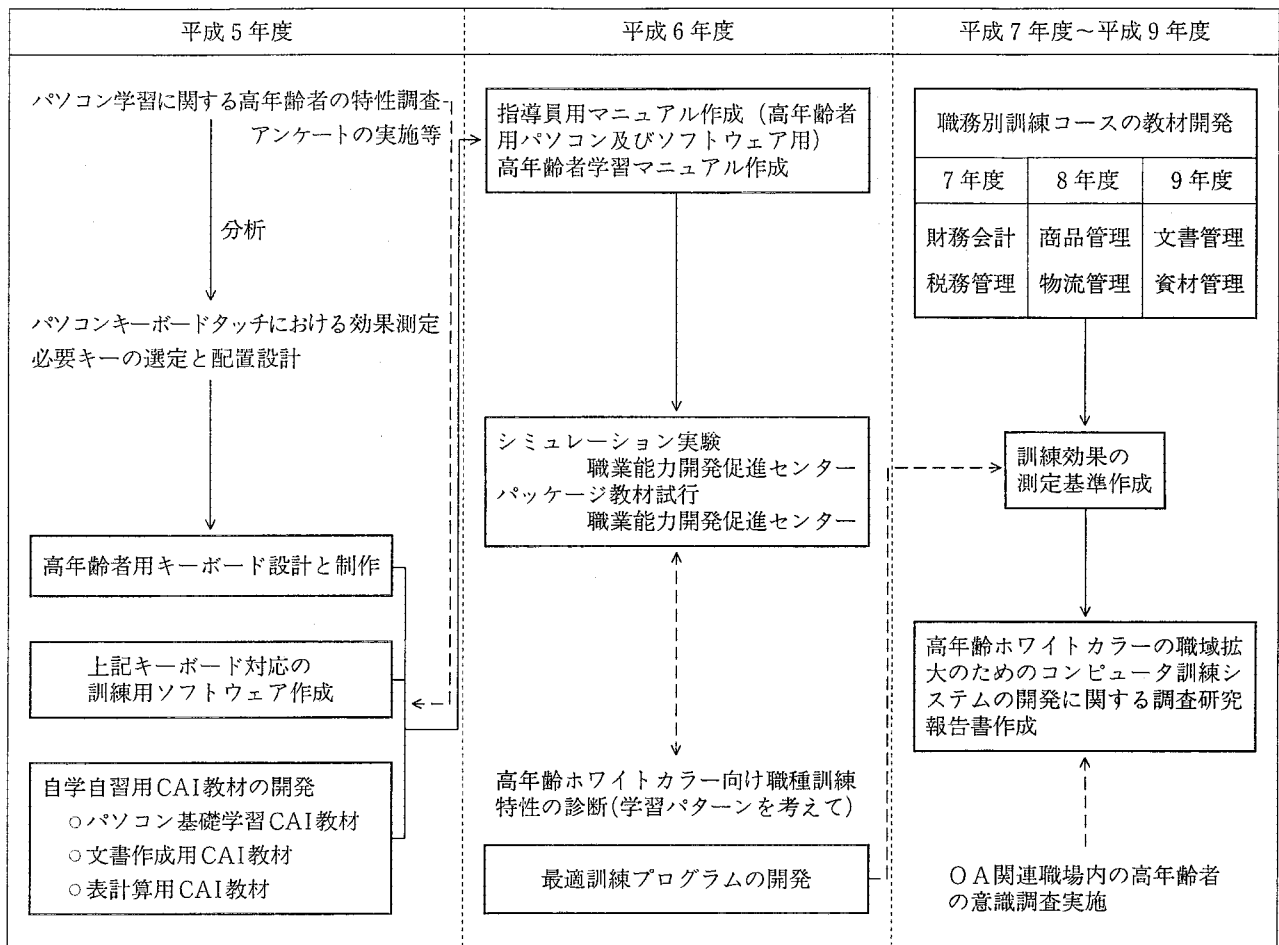 平成5年度
パソコン学習に関する高年齢者の特性調査
アンケートの実施等
分析
パソコンキーボードタッチにおける効果測定
必要キーの選定と配置設計
高年齢者用キーボード設計と制作
上記キーボード対応の
訓練用ソフトウェア作成
自学自習用CAI教材の開発
○パソコン基礎学習CAI教材
○文書作成用CAI教材
○表計算用CAI教材
平成6年度
指導員用マニュアル作成(高年齢者
用パソコン及びソフトウェア用)
高年齢者学習マニュアル作成
シミュレーション実験
職業能力開発促進センター
パッケージ教材試行
職業能力開発促進センター
高年齢ホワイトカラー向け職種訓練
特性の診断(学習パターンを考えて)
最適訓練プログラムの開発
平成7年度〜平成9年度
職務別訓練コースの教材開発
7年度 8年度 9年度
財務会計 商品管理 文書管理
税務管理 物流管理 資材管理
訓練効果の
測定基準作成
高年齢ホワイトカラーの職域拡
大のためのコンピュータ訓練シ
ステムの開発に関する調査研究
報告書作成
OA関連職場内の高年齢者
の意識調査実施